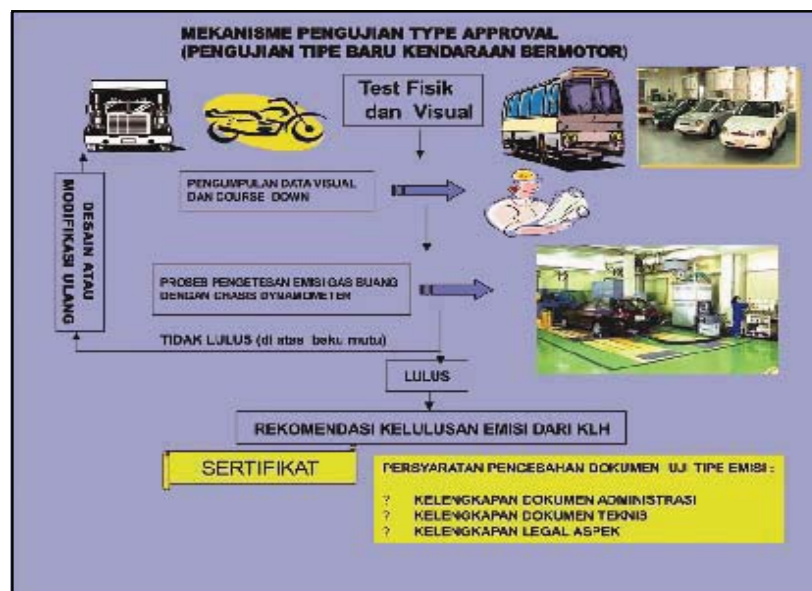 MEKANISME PENGUJIAN TYPE APPROVAL
(PENGUJIAN TIPE BARU KENDARAAN BERMOTOR)
Test Fisik
dan Visual
PENGUMPULAN DATA VISUAL
DAN COURSE DOWN
DESAIN ATAU
MODIFIKASI ULANG
PROSES PENGETESAN EMISI GAS BUANG
DENGAN CHASIS DYNAMOMETER
TIDAK LULUS (di atas baku mutu)
LULUS
REKOMENDASI KELULUSAN EMISI DARI KLH
SERTIFIKAT
PERSYARATAN PENGESAHAN DOKUMEN UJI TIPE EMISI :
? KELENGKAPAN DOKUMEN ADMINISTRASI
? KELENGKAPAN DOKUMEN TEKNIS
? KELENGKAPAN LEGAL ASPEK